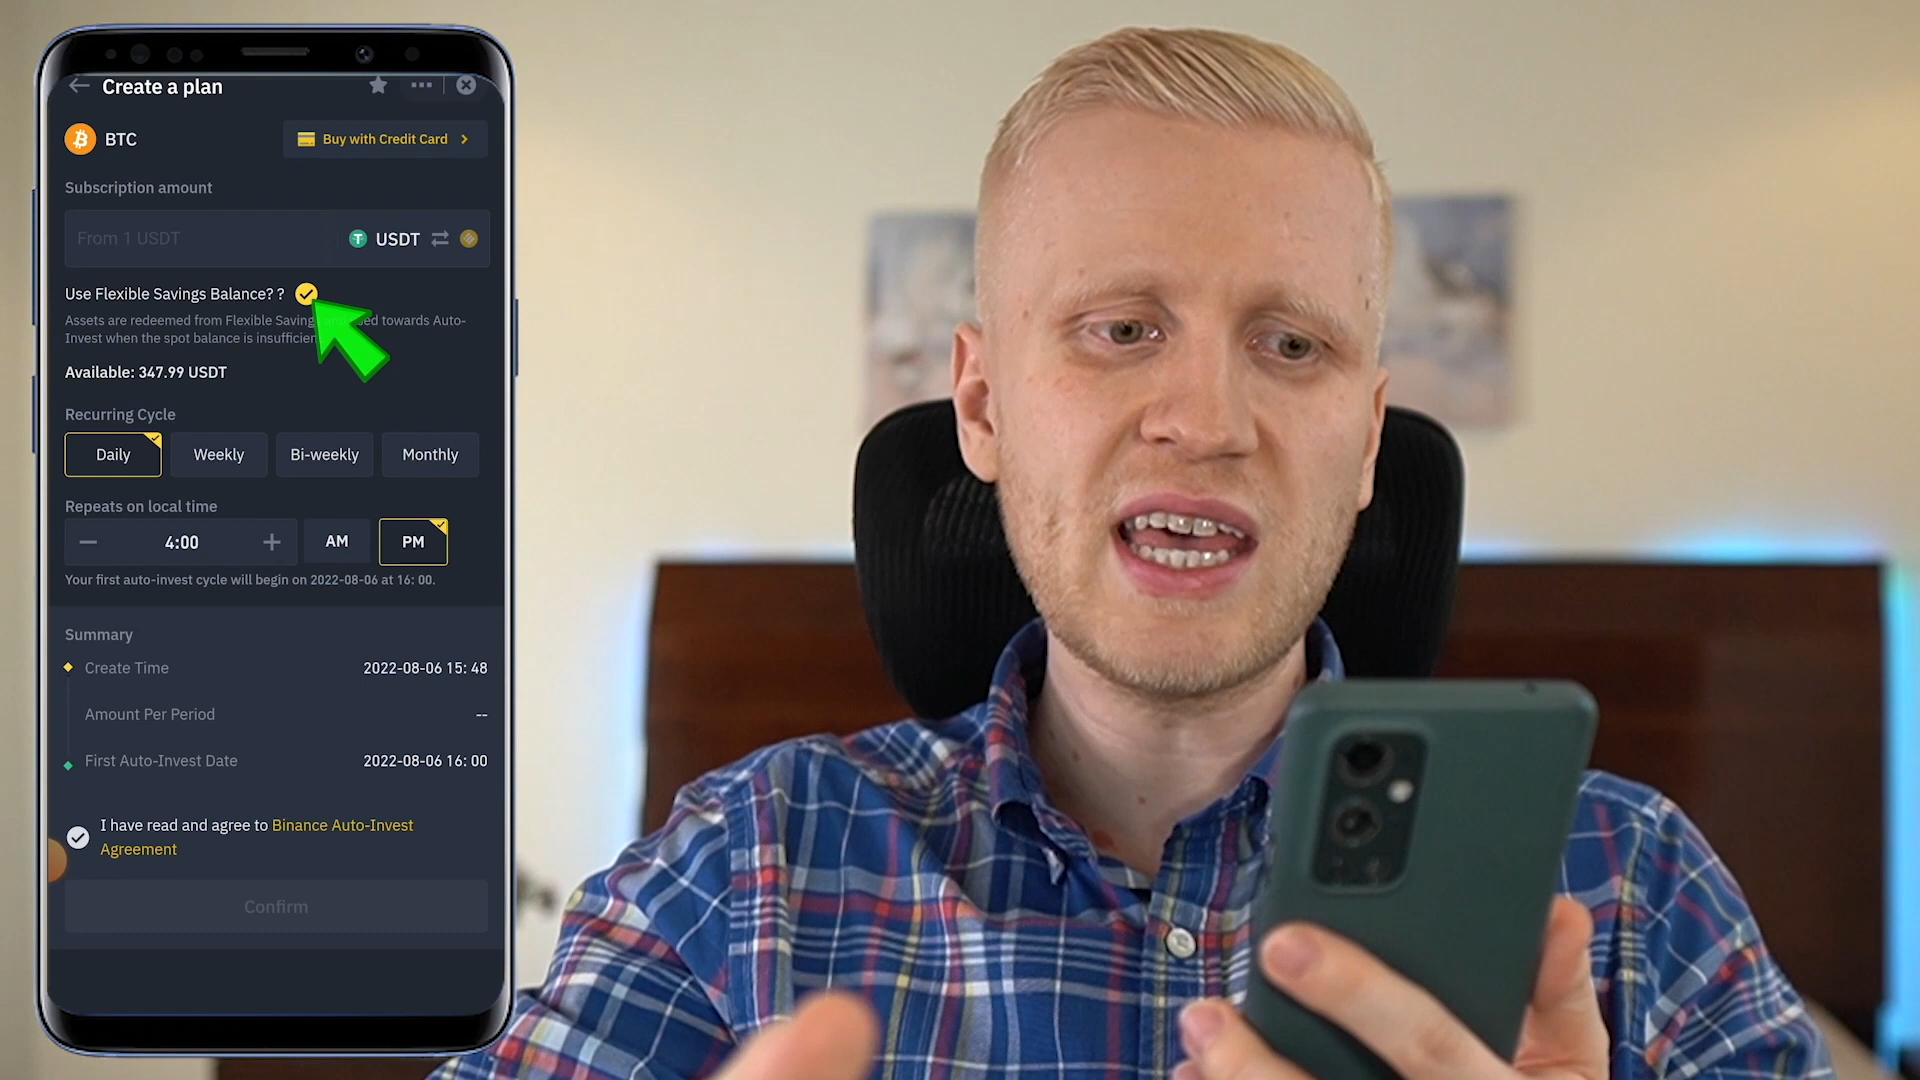 Create a plan
BTC
Buy with Credit Card
Subscription amount
From 1 USDT
USDT
Use Flexible Savings Balance? ?
Assets are redeemed from Flexible towards Auto-
Invest when the spot balance is
Available: 347.99 USDT
Recurring Cycle
Daily Weekly Bi-weekly Monthly
Repeats on local time
− 4:00 + AM PM
Your first auto-invest cycle will begin on 2022-08-06 at 16: 00.
Summary
Create Time 2022-08-06 15: 48
Amount Per Period --
First Auto-Invest Date 2022-08-06 16: 00
I have read and agree to Binance Auto-Invest
Agreement
Confirm